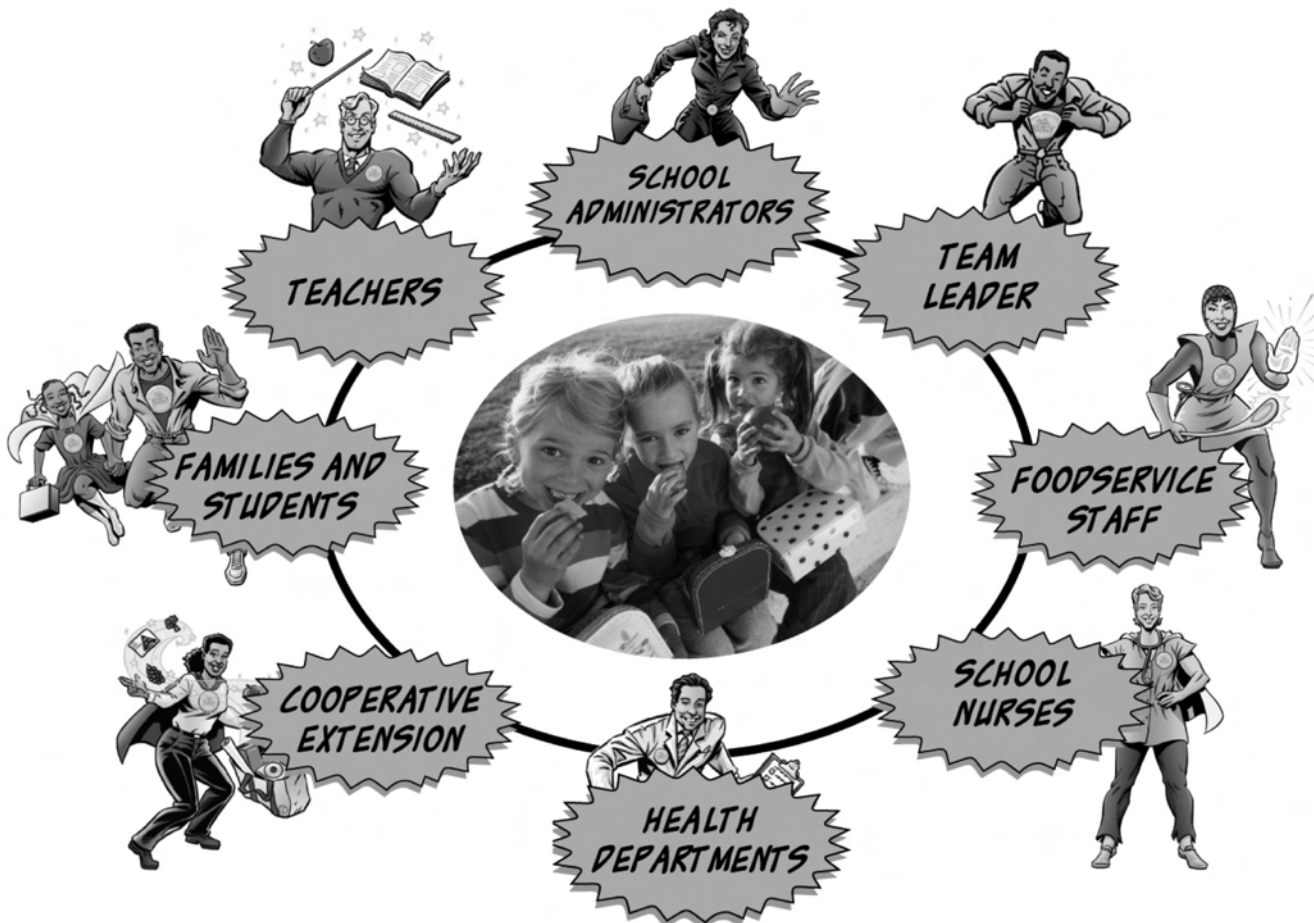 SCHOOL
ADMINISTRATORS
TEAM
LEADER
FOODSERVICE
STAFF
SCHOOL
NURSES
HEALTH
DEPARTMENTS
COOPERATIVE
EXTENSION
FAMILIES AND
STUDENTS
TEACHERS